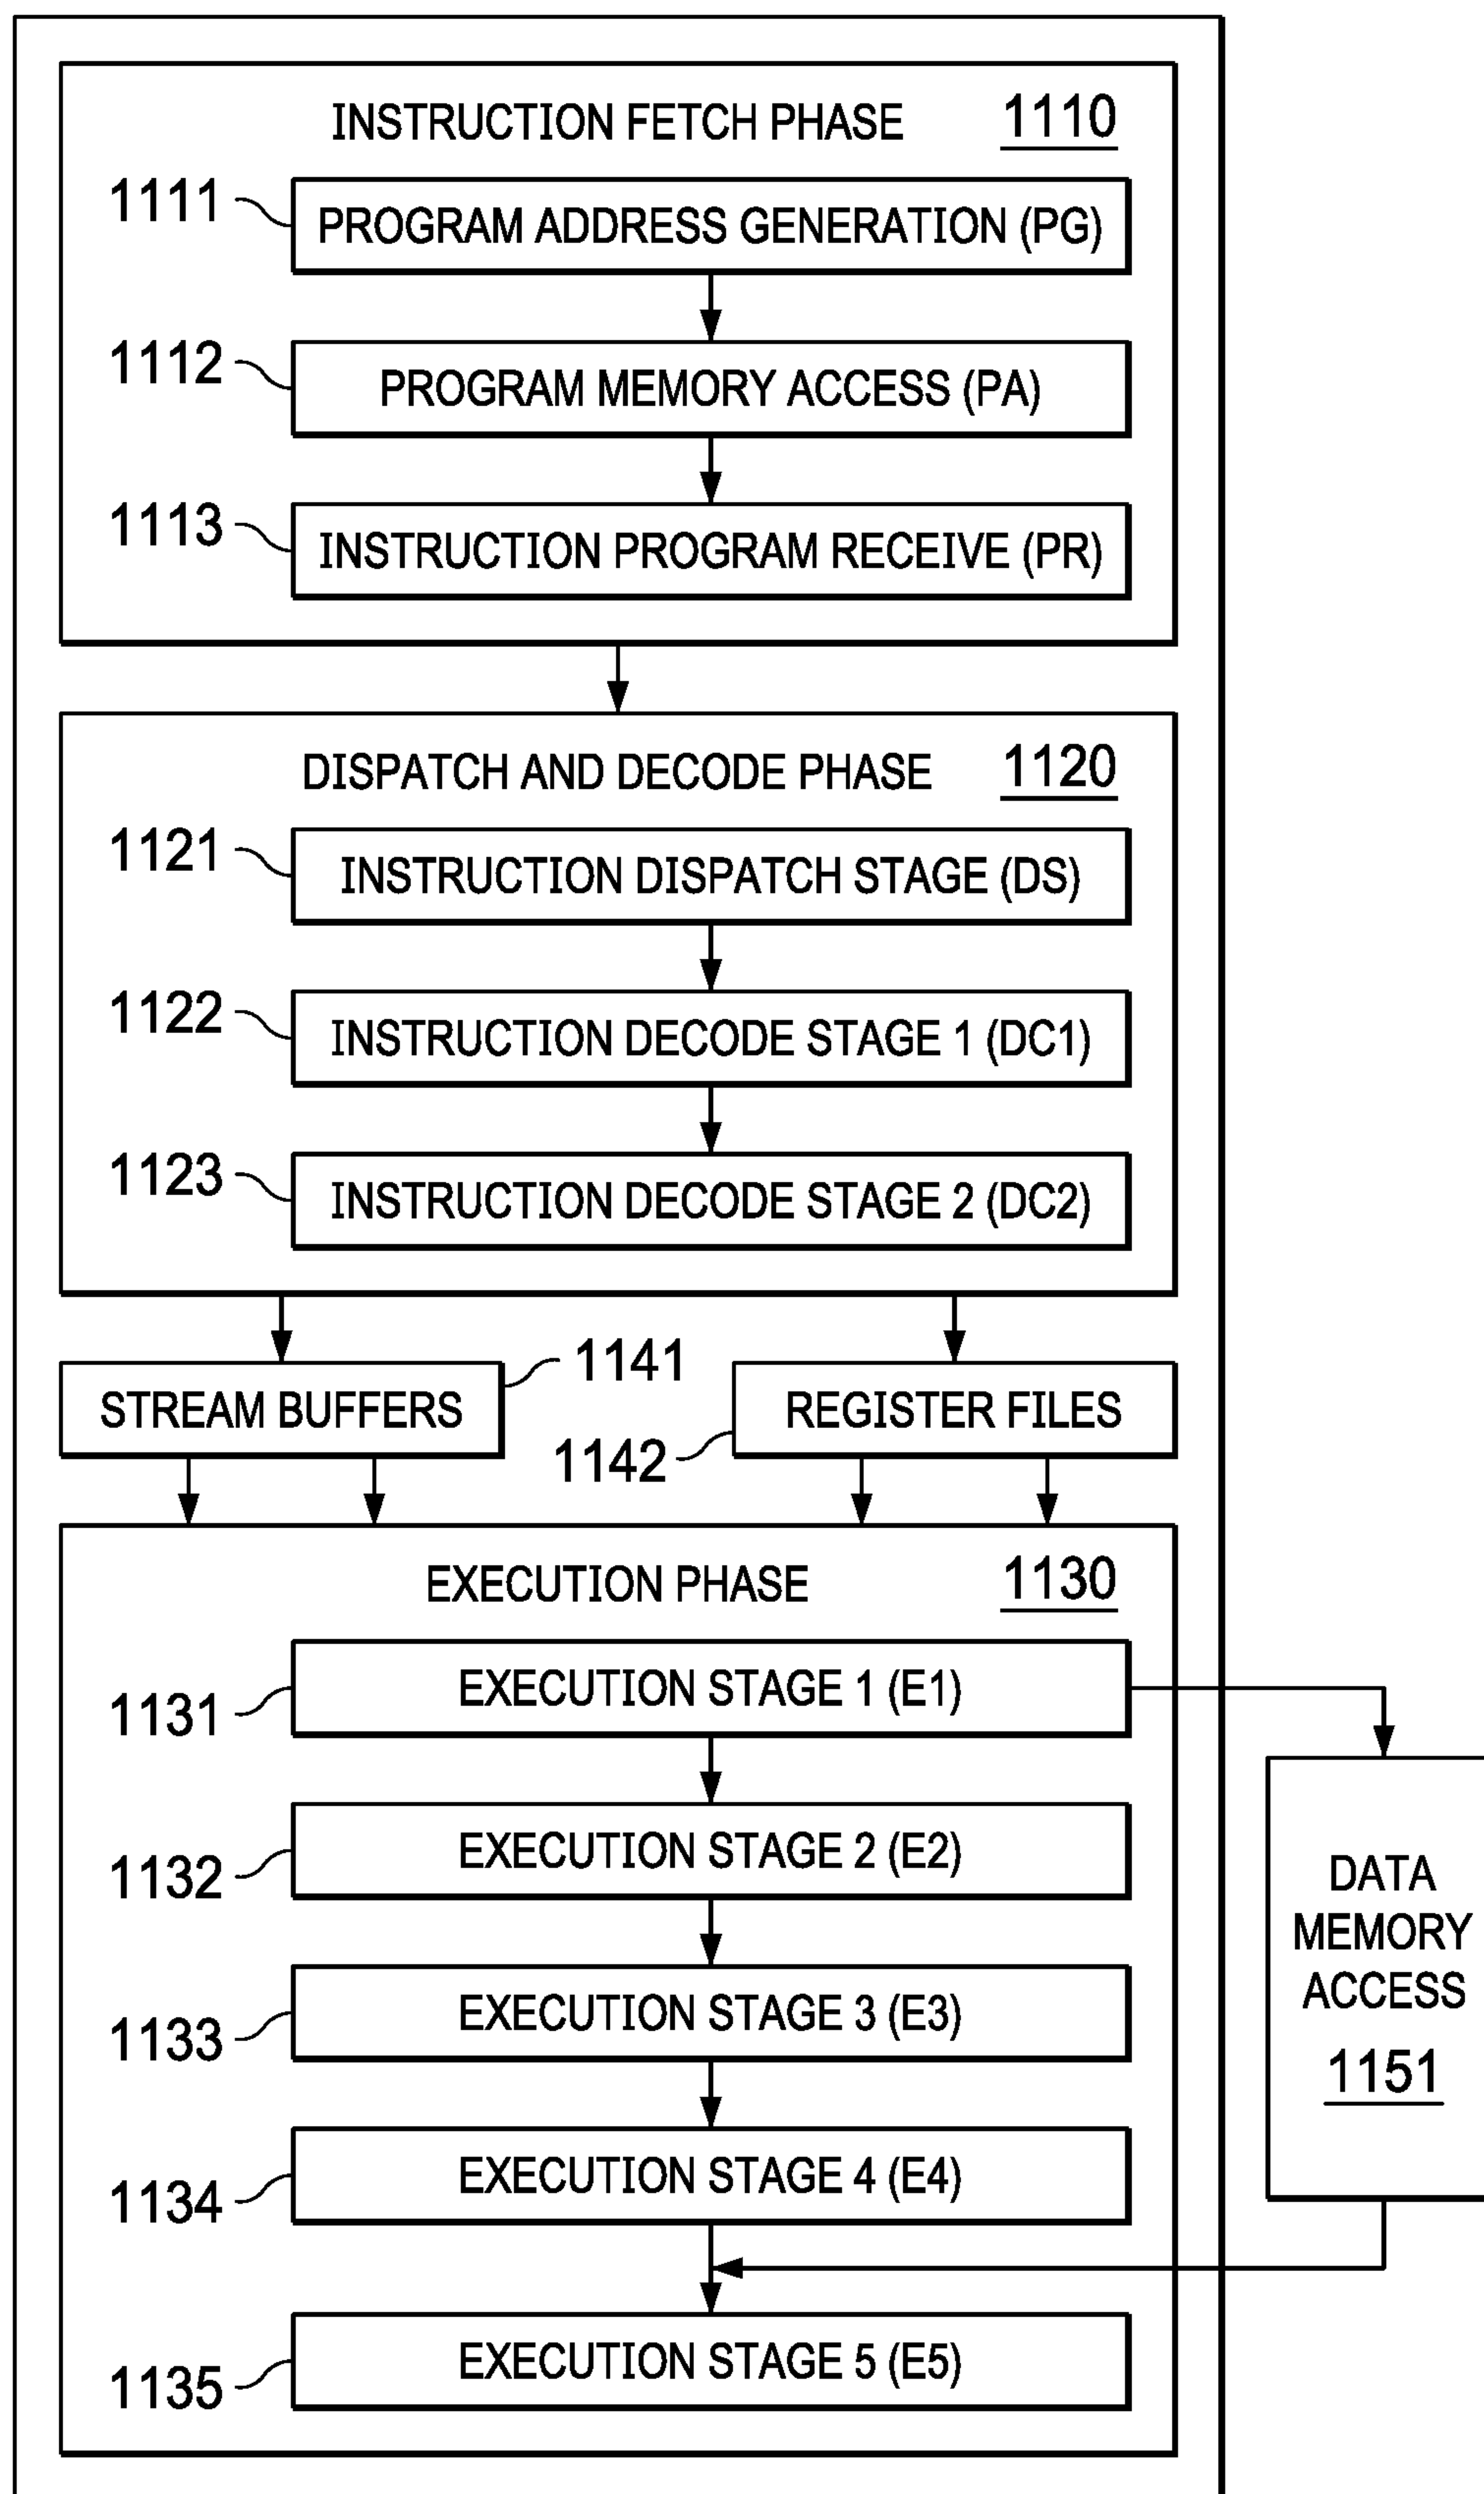 INSTRUCTION FETCH PHASE 1110
1111 PROGRAM ADDRESS GENERATION (PG)
1112 PROGRAM MEMORY ACCESS (PA)
1113 INSTRUCTION PROGRAM RECEIVE (PR)
DISPATCH AND DECODE PHASE 1120
1121 INSTRUCTION DISPATCH STAGE (DS)
1122 INSTRUCTION DECODE STAGE 1 (DC1)
1123 INSTRUCTION DECODE STAGE 2 (DC2)
STREAM BUFFERS 1141
1142 REGISTER FILES
EXECUTION PHASE 1130
1131 EXECUTION STAGE 1 (E1)
1132 EXECUTION STAGE 2 (E2)
1133 EXECUTION STAGE 3 (E3)
1134 EXECUTION STAGE 4 (E4)
1135 EXECUTION STAGE 5 (E5)
DATA
MEMORY
ACCESS
1151